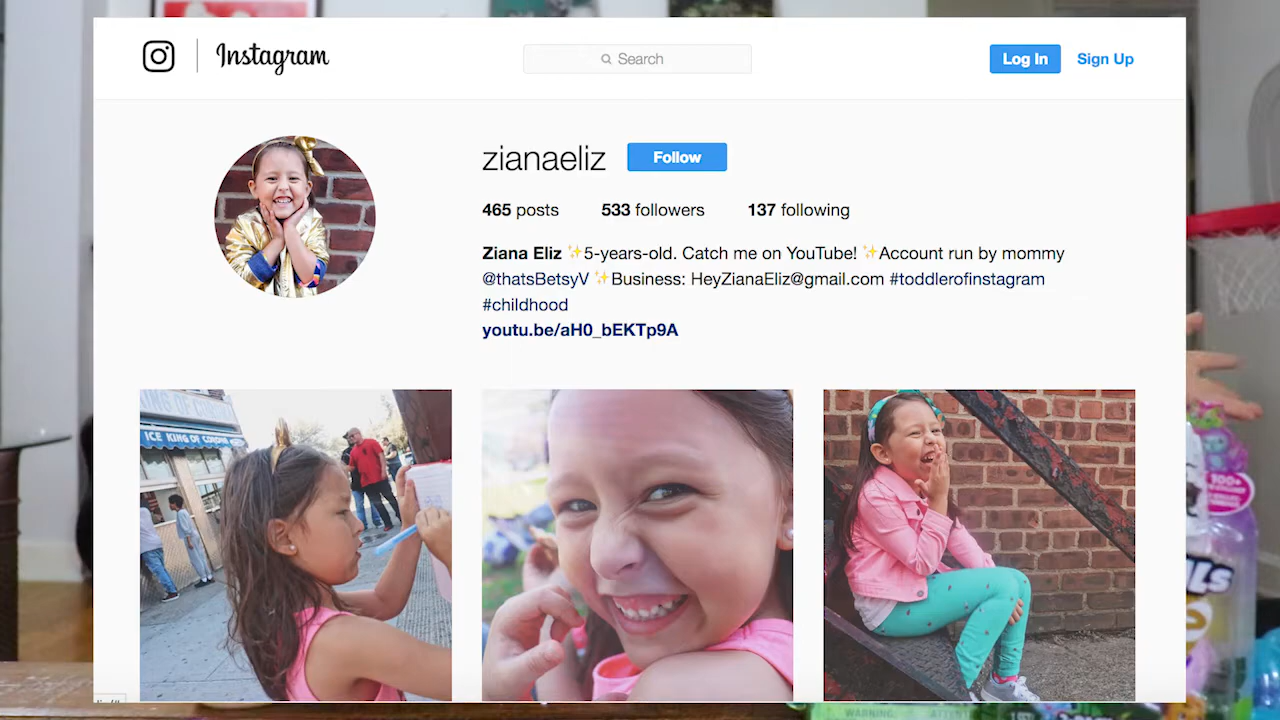 Instagram
Search
Log In
Sign Up
zianaeliz
Follow
465 posts 533 followers 137 following
Ziana Eliz ✨5-years-old. Catch me on YouTube! ✨Account run by mommy
@thatsBetsyV ✨Business: HeyZianaEliz@gmail.com #toddlerofinstagram
#childhood
youtu.be/aH0_bEKTp9A
ICE KING OF CORONA
100+
WARNING